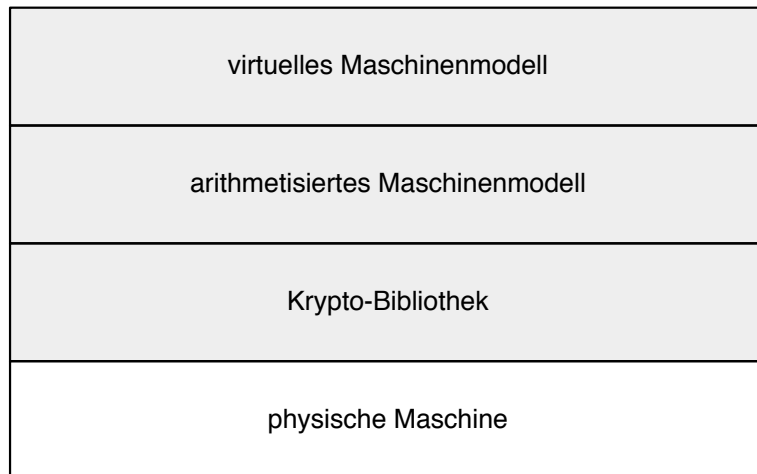 virtuelles Maschinenmodell
arithmetisiertes Maschinenmodell
Krypto-Bibliothek
physische Maschine